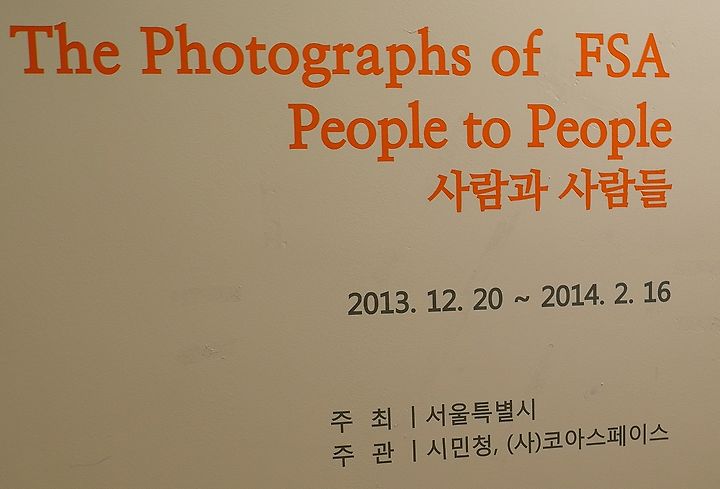 The Photographs of FSA
People to People
사람과 사람들
2013. 12. 20 ~ 2014. 2. 16
주 최 | 서울특별시
주 관 | 시민청, (사)코아스페이스